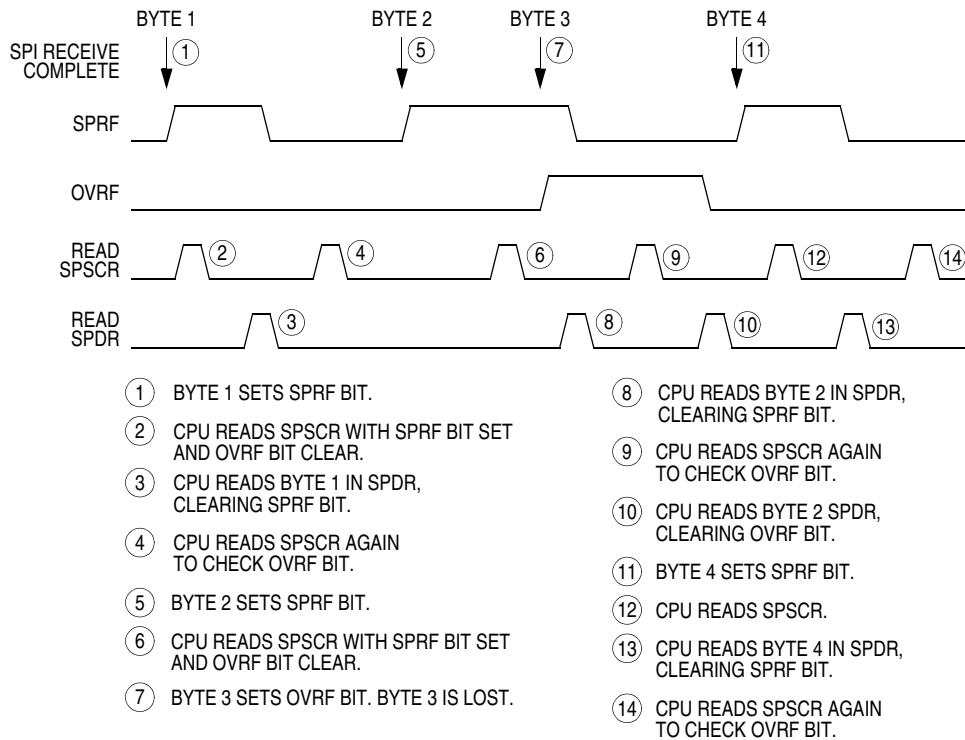 BYTE 1 BYTE 2 BYTE 3 BYTE 4
SPI RECEIVE
COMPLETE
1 5 7 11
SPRF
OVRF
READ
SPSCR
2 4 6 9 12 14
READ
SPDR
3 8 10 13
1 BYTE 1 SETS SPRF BIT.
2 CPU READS SPSCR WITH SPRF BIT SET
AND OVRF BIT CLEAR.
3 CPU READS BYTE 1 IN SPDR,
CLEARING SPRF BIT.
4 CPU READS SPSCR AGAIN
TO CHECK OVRF BIT.
5 BYTE 2 SETS SPRF BIT.
6 CPU READS SPSCR WITH SPRF BIT SET
AND OVRF BIT CLEAR.
7 BYTE 3 SETS OVRF BIT. BYTE 3 IS LOST.
8 CPU READS BYTE 2 IN SPDR,
CLEARING SPRF BIT.
9 CPU READS SPSCR AGAIN
TO CHECK OVRF BIT.
10 CPU READS BYTE 2 SPDR,
CLEARING OVRF BIT.
11 BYTE 4 SETS SPRF BIT.
12 CPU READS SPSCR.
13 CPU READS BYTE 4 IN SPDR,
CLEARING SPRF BIT.
14 CPU READS SPSCR AGAIN
TO CHECK OVRF BIT.